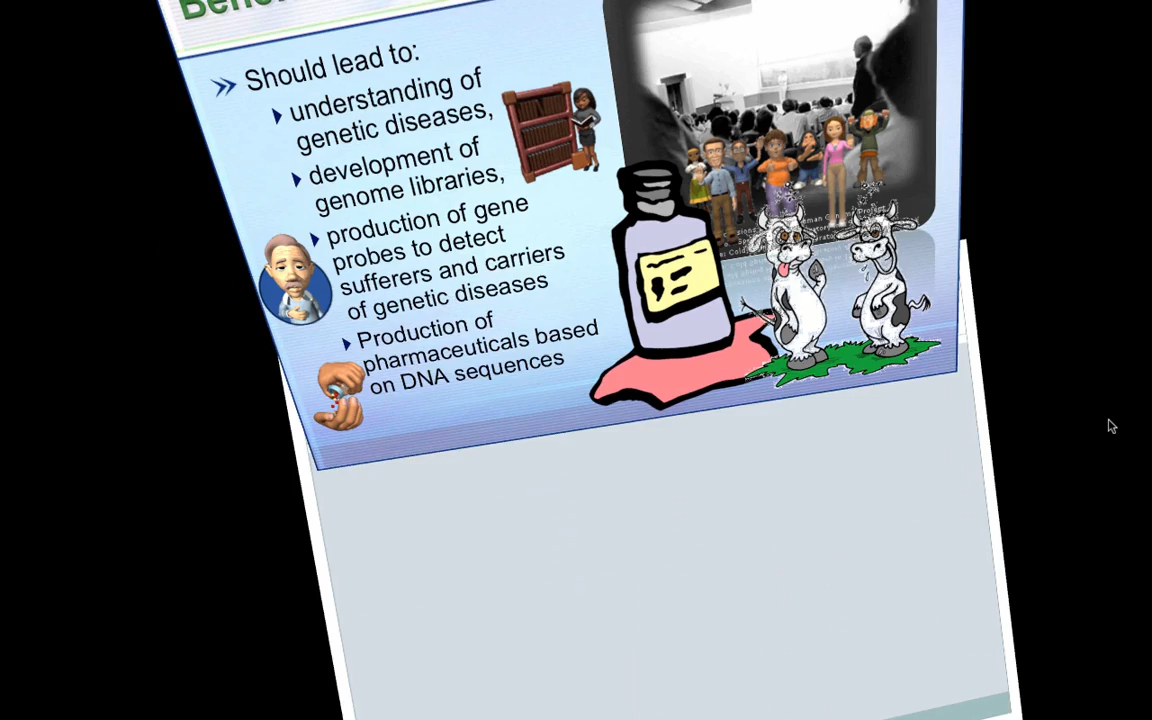 Should lead to:
understanding of
genetic diseases,
development of
genome libraries,
production of gene
probes to detect
sufferers and carriers
of genetic diseases
Production of
pharmaceuticals based
on DNA sequences